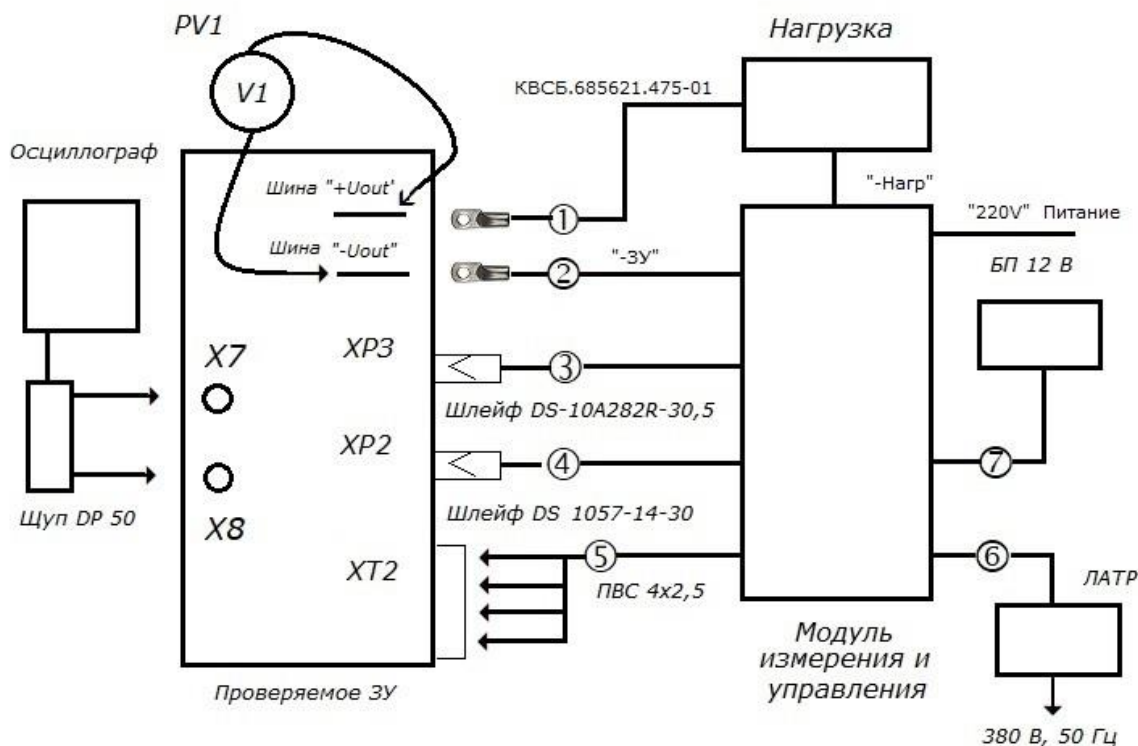 PV1
V1
Нагрузка
КВСБ.685621.475-01
Осциллограф
Шина "+Uout'
"-Нагр"
"220V" Питание
1
Шина "-Uout"
"-ЗУ"
2
БП 12 В
X7
XP3
3
Шлейф DS-10A282R-30,5
XP2
4
7
Щуп DP 50
X8
Шлейф DS 1057-14-30
XT2
5
ПВС 4x2,5
6
ЛАТР
Модуль
измерения и
управления
Проверяемое ЗУ
380 В, 50 Гц